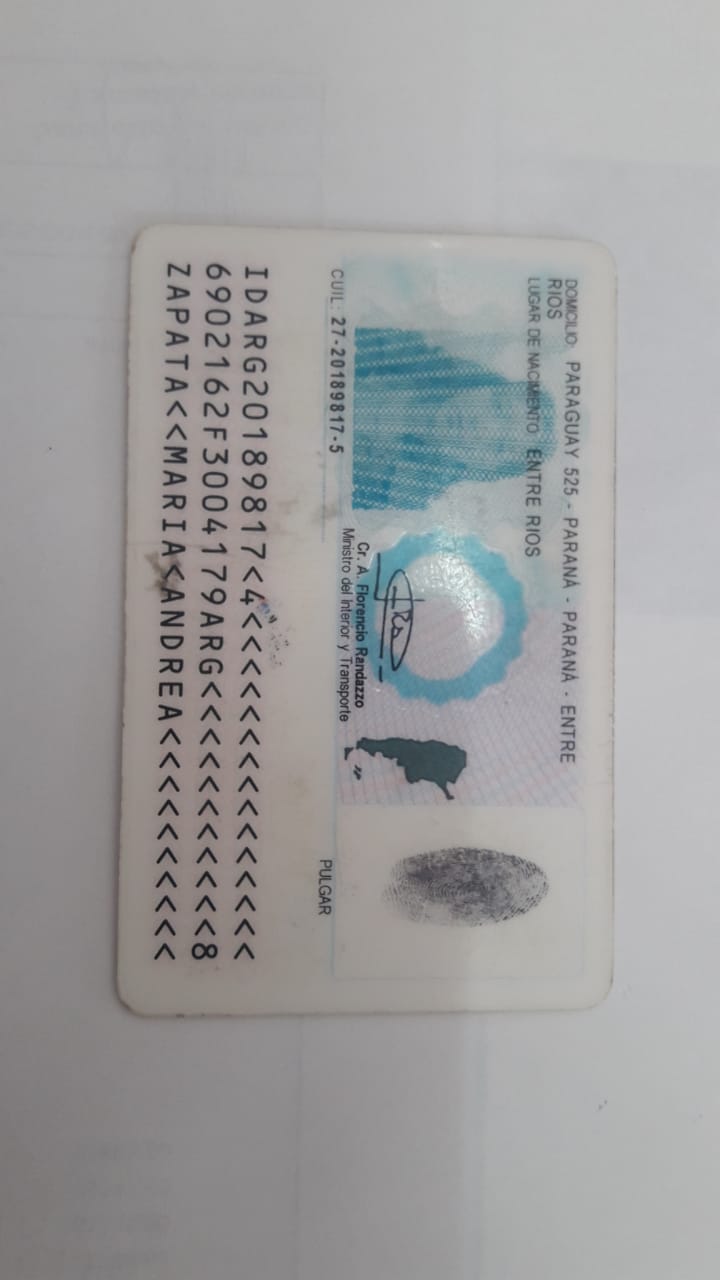 DOMICILIO: PARAGUAY 525 - PARANÁ - PARANÁ - ENTRE
RIOS
LUGAR DE NACIMIENTO: ENTRE RIOS
CUIL: 27-20189817-5
Cr. A. Florencio Randazzo
Ministro del Interior y Transporte
PULGAR
IDARG20189817<4<<<<<<<<<<<<<<<
6902162F3004179ARG<<<<<<<<<<<8
ZAPATA<<MARIA<ANDREA<<<<<<<<<<